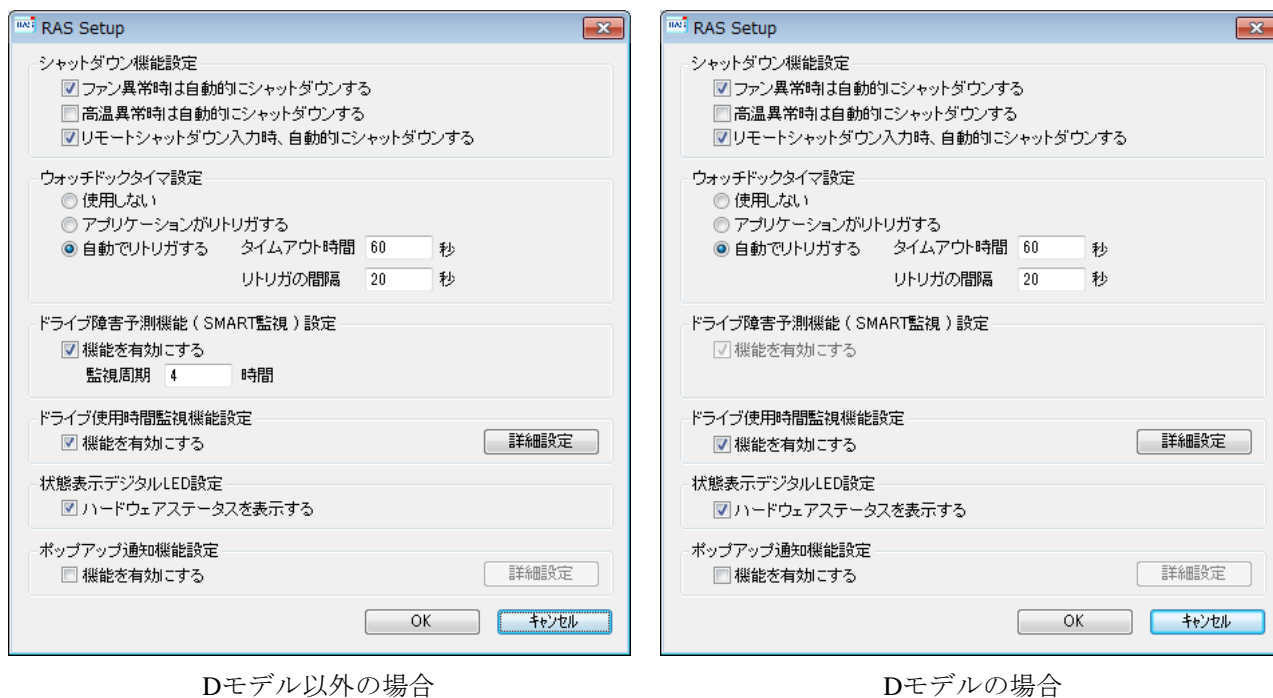 RAS Setup
シャットダウン機能設定
ファン異常時は自動的にシャットダウンする
高温異常時は自動的にシャットダウンする
リモートシャットダウン入力時、自動的にシャットダウンする
ウォッチドックタイマ設定
使用しない
アプリケーションがリトリガする
自動でリトリガする タイムアウト時間 60 秒
リトリガの間隔 20 秒
ドライブ障害予測機能 ( SMART監視 ) 設定
機能を有効にする
監視周期 4 時間
ドライブ使用時間監視機能設定
機能を有効にする 詳細設定
状態表示デジタルLED設定
ハードウェアステータスを表示する
ポップアップ通知機能設定
機能を有効にする 詳細設定
OK キャンセル
Dモデル以外の場合
RAS Setup
シャットダウン機能設定
ファン異常時は自動的にシャットダウンする
高温異常時は自動的にシャットダウンする
リモートシャットダウン入力時、自動的にシャットダウンする
ウォッチドックタイマ設定
使用しない
アプリケーションがリトリガする
自動でリトリガする タイムアウト時間 60 秒
リトリガの間隔 20 秒
ドライブ障害予測機能 ( SMART監視 ) 設定
機能を有効にする
ドライブ使用時間監視機能設定
機能を有効にする 詳細設定
状態表示デジタルLED設定
ハードウェアステータスを表示する
ポップアップ通知機能設定
機能を有効にする 詳細設定
OK キャンセル
Dモデルの場合